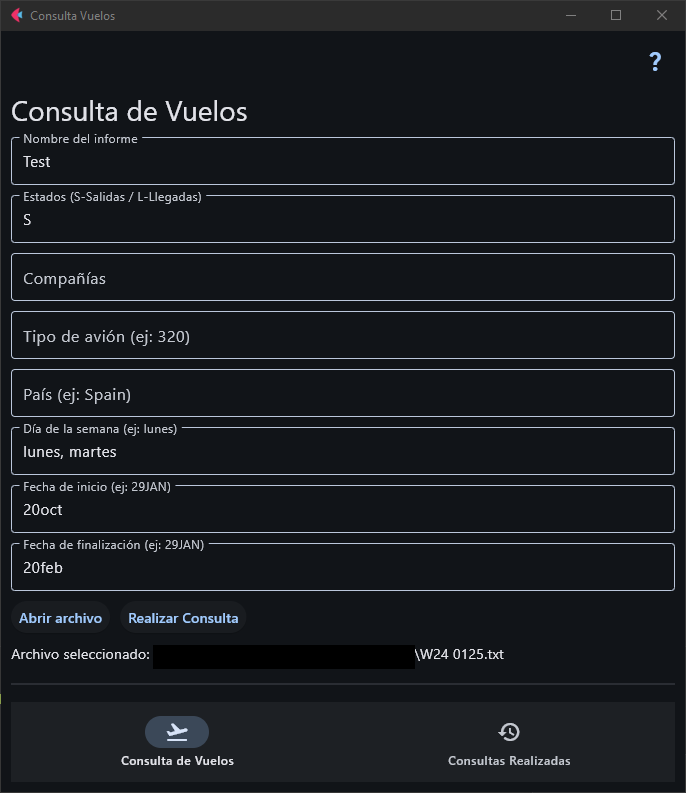 Consulta Vuelos
?
Consulta de Vuelos
Nombre del informe
Test
Estados (S-Salidas / L-Llegadas)
S
Compañías
Tipo de avión (ej: 320)
País (ej: Spain)
Día de la semana (ej: lunes)
lunes, martes
Fecha de inicio (ej: 29JAN)
20oct
Fecha de finalización (ej: 29JAN)
20feb
Abrir archivo Realizar Consulta
Archivo seleccionado: \W24 0125.txt
Consulta de Vuelos Consultas Realizadas